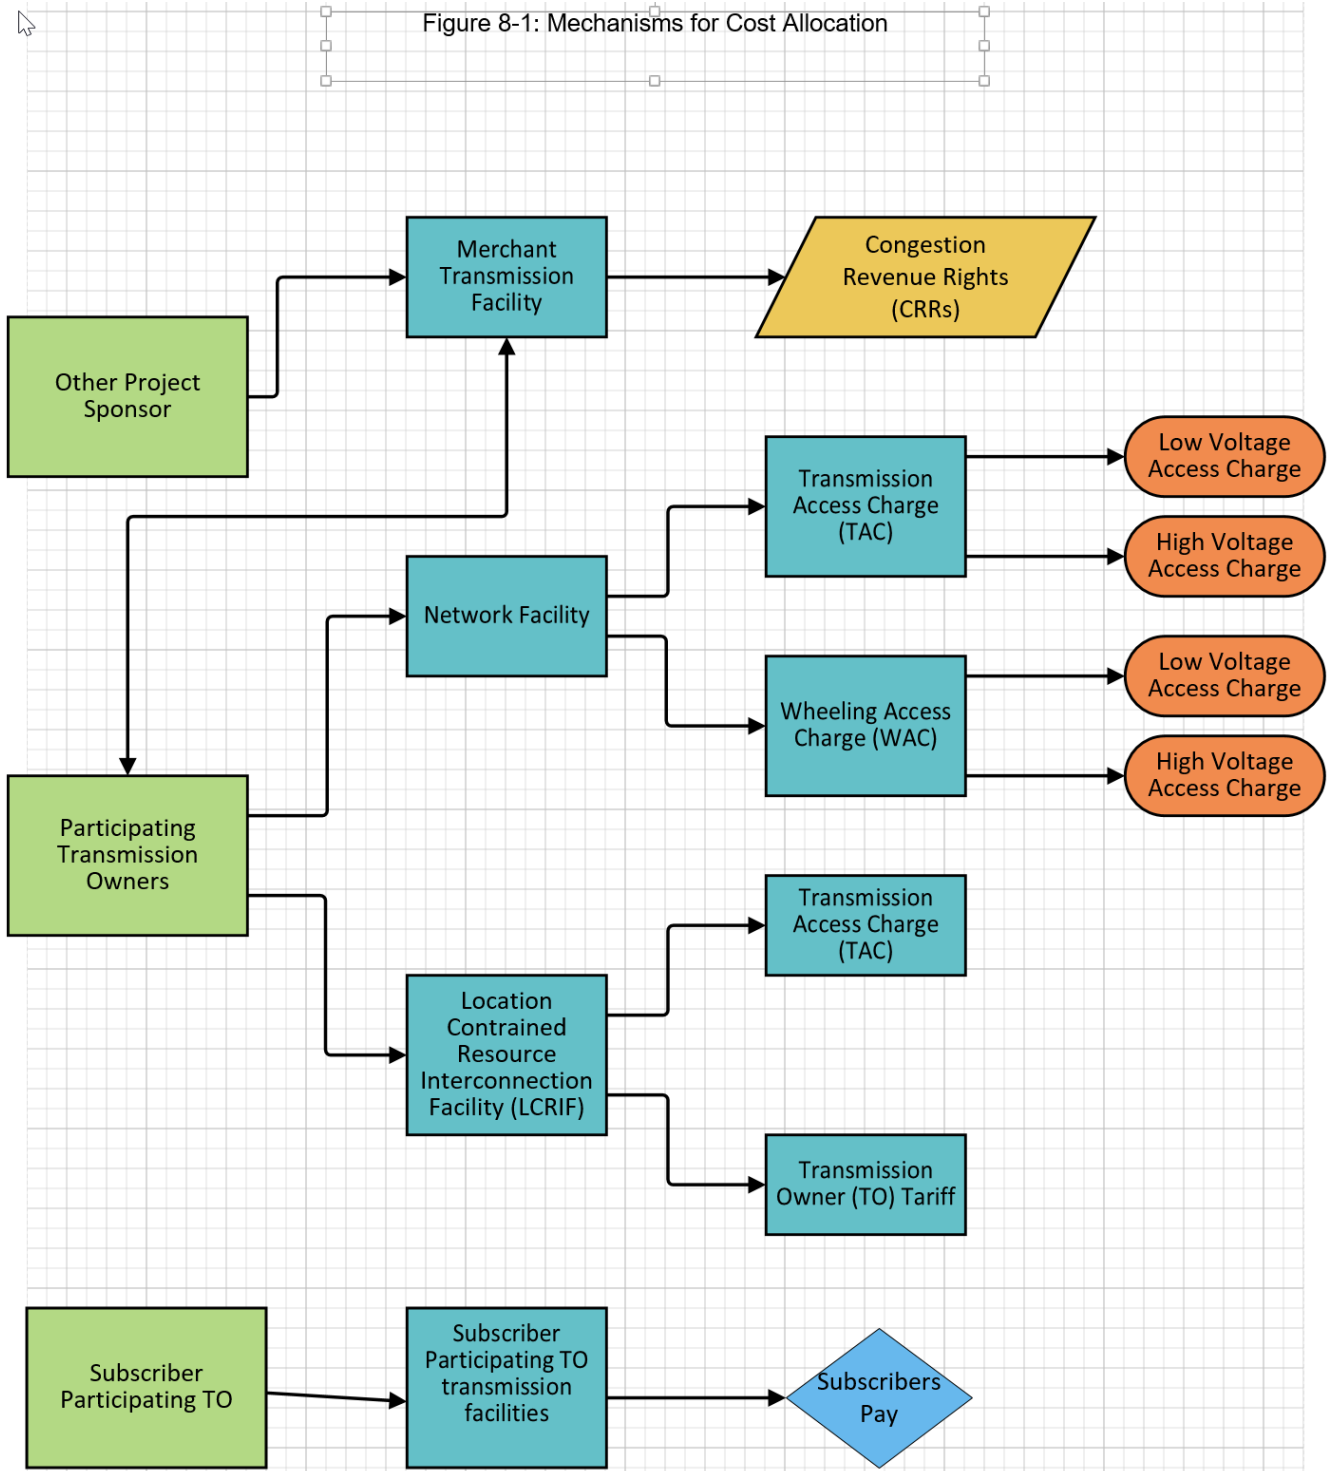 Figure 8-1: Mechanisms for Cost Allocation
Merchant
Transmission
Facility
Congestion
Revenue Rights
(CRRs)
Other Project
Sponsor
Transmission
Access Charge
(TAC)
Low Voltage
Access Charge
High Voltage
Access Charge
Network Facility
Wheeling Access
Charge (WAC)
Low Voltage
Access Charge
High Voltage
Access Charge
Participating
Transmission
Owners
Transmission
Access Charge
(TAC)
Location
Contrained
Resource
Interconnection
Facility (LCRIF)
Transmission
Owner (TO) Tariff
Subscriber
Participating TO
Subscriber
Participating TO
transmission
facilities
Subscribers
Pay